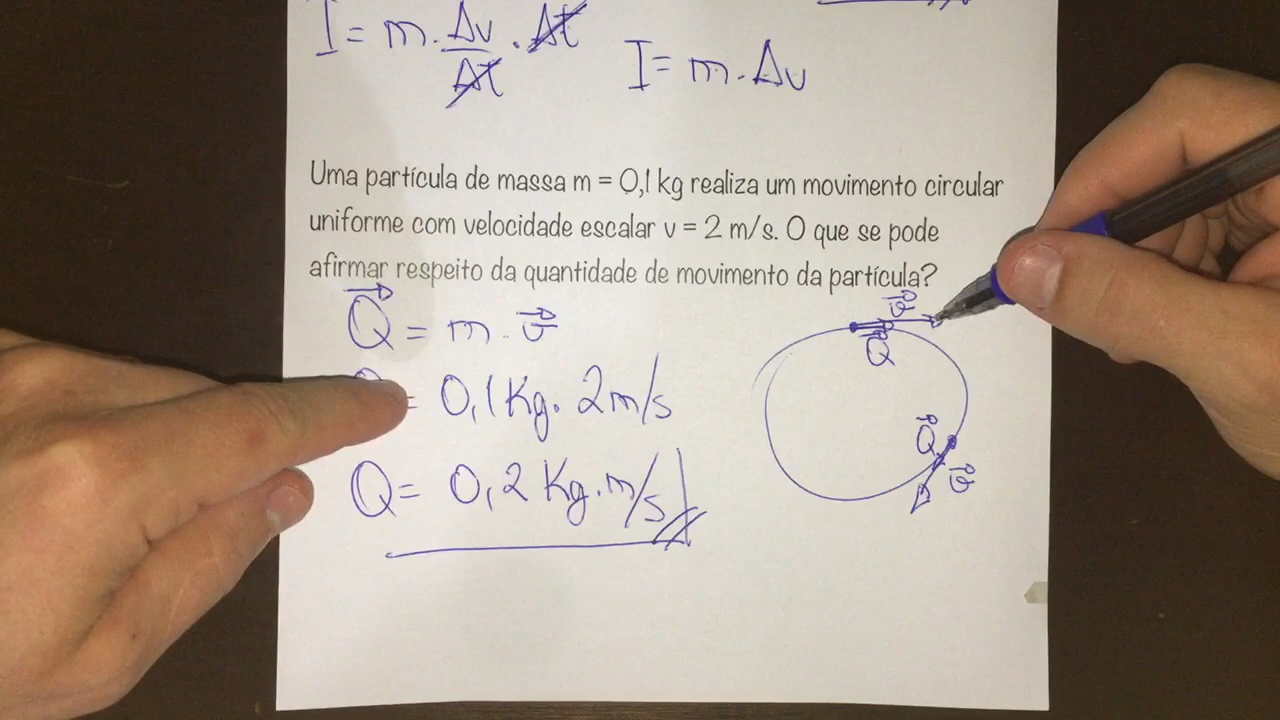 I = m. Δv/Δt . Δt
I = m. Δv
Uma partícula de massa m = 0,1 kg realiza um movimento circular
uniforme com velocidade escalar v = 2 m/s. O que se pode
afirmar respeito da quantidade de movimento da partícula?
Q = m . v
= 0,1 Kg. 2 m/s
Q = 0,2 Kg.m/s
v
Q
Q
v